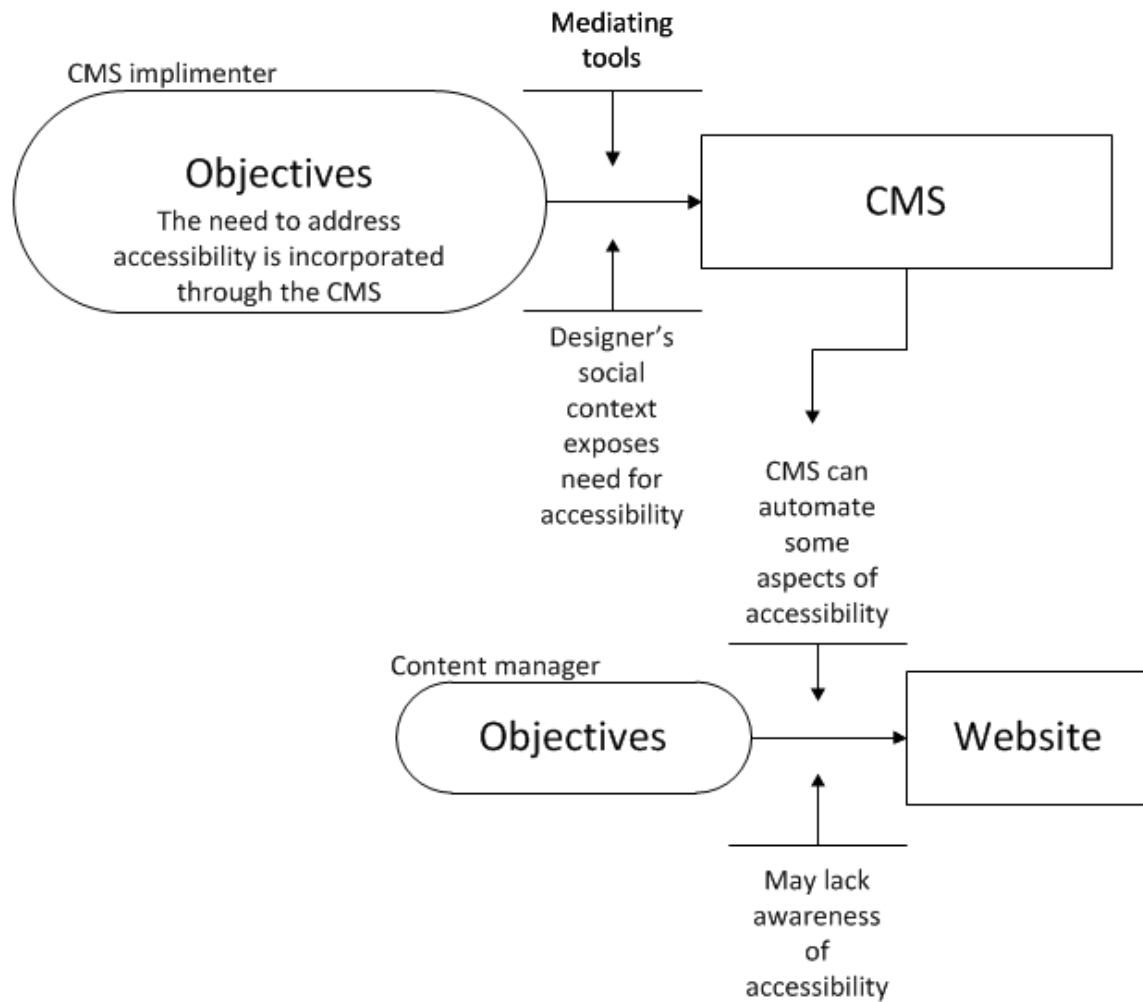 Mediating
tools
CMS implimenter
Objectives
The need to address
accessibility is incorporated
through the CMS
CMS
Designer's
social
context
exposes
need for
accessibility
CMS can
automate
some
aspects of
accessibility
Content manager
Objectives
Website
May lack
awareness
of
accessibility